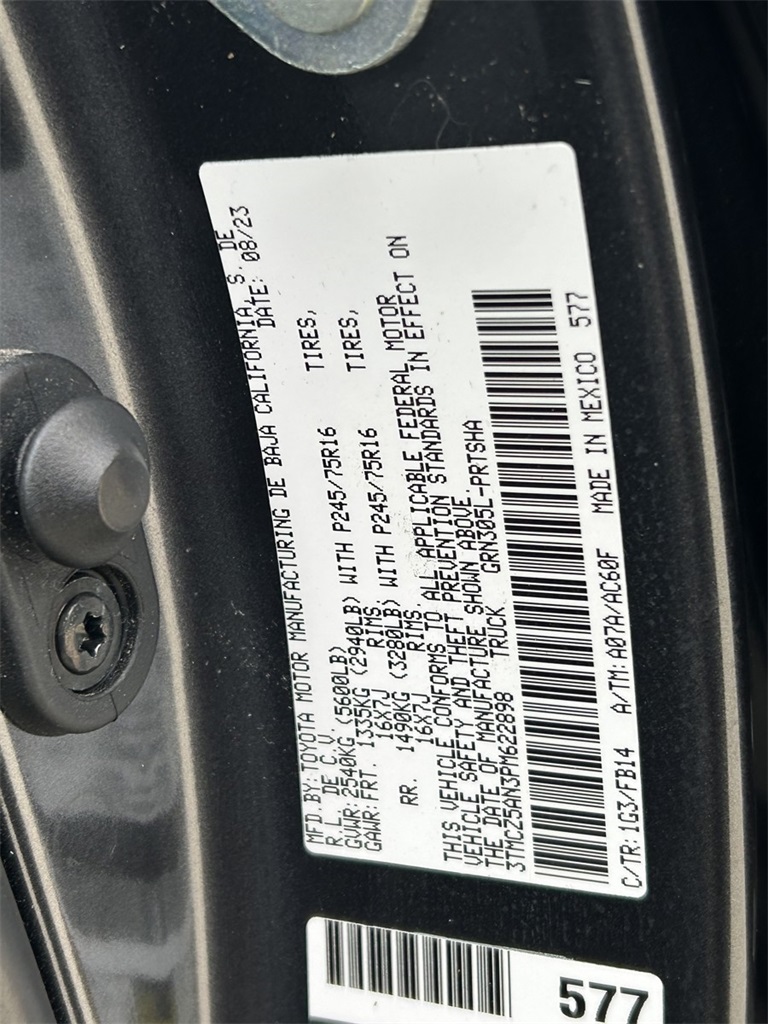 MFD.BY: TOYOTA MOTOR MANUFACTURING DE BAJA CALIFORNIA, S. DE
R.L. DE C.V. DATE: 08/23
GVWR: 2540KG (5600LB)
GAWR: FRT. 1335KG (2940LB) WITH P245/75R16 TIRES,
16X7J RIMS
RR. 1490KG (3280LB) WITH P245/75R16 TIRES,
16X7J RIMS.
THIS VEHICLE CONFORMS TO ALL APPLICABLE FEDERAL MOTOR
VEHICLE SAFETY AND THEFT PREVENTION STANDARDS IN EFFECT ON
THE DATE OF MANUFACTURE SHOWN ABOVE.
3TMCZ5AN3PM622898 TRUCK GRN305L-PRTSHA
C/TR: 1G3/FB14 A/TM: A07A/AC60F MADE IN MEXICO 577
577